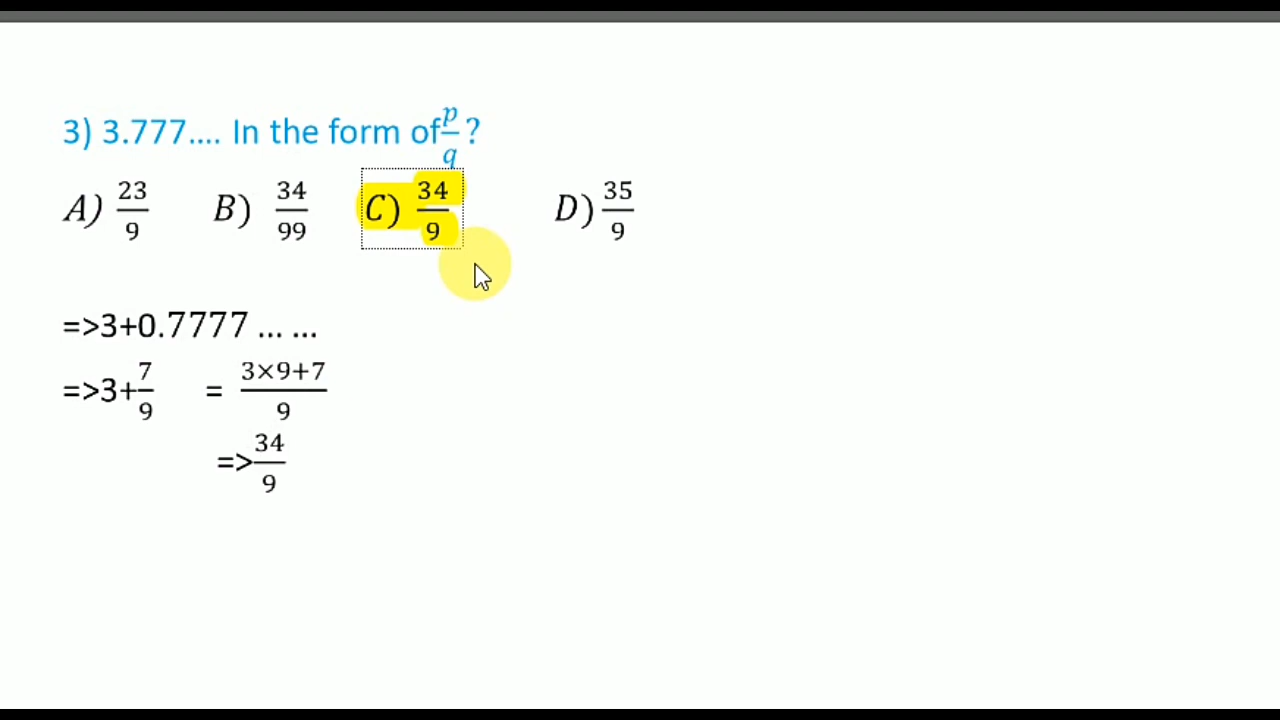 3) 3.777.... In the form of p/q ?
A) 23/9 B) 34/99 C) 34/9 D) 35/9
=>3+0.7777 ... ...
=>3+7/9 = 3×9+7/9
=>34/9